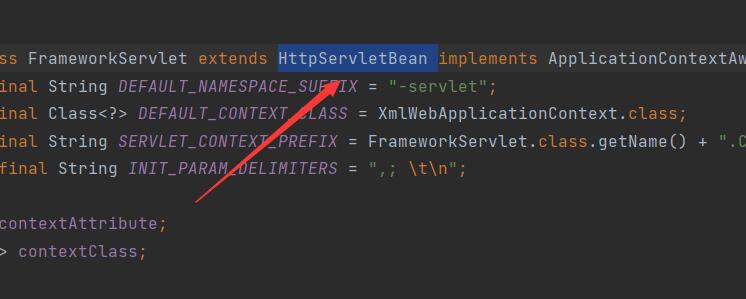 ss FrameworkServlet extends HttpServletBean implements ApplicationContextAw
inal String DEFAULT_NAMESPACE_SUFFIX = "-servlet";
inal Class<?> DEFAULT_CONTEXT_CLASS = XmlWebApplicationContext.class;
inal String SERVLET_CONTEXT_PREFIX = FrameworkServlet.class.getName() + ".C
final String INIT_PARAM_DELIMITERS = ",; \t\n";
contextAttribute;
> contextClass;